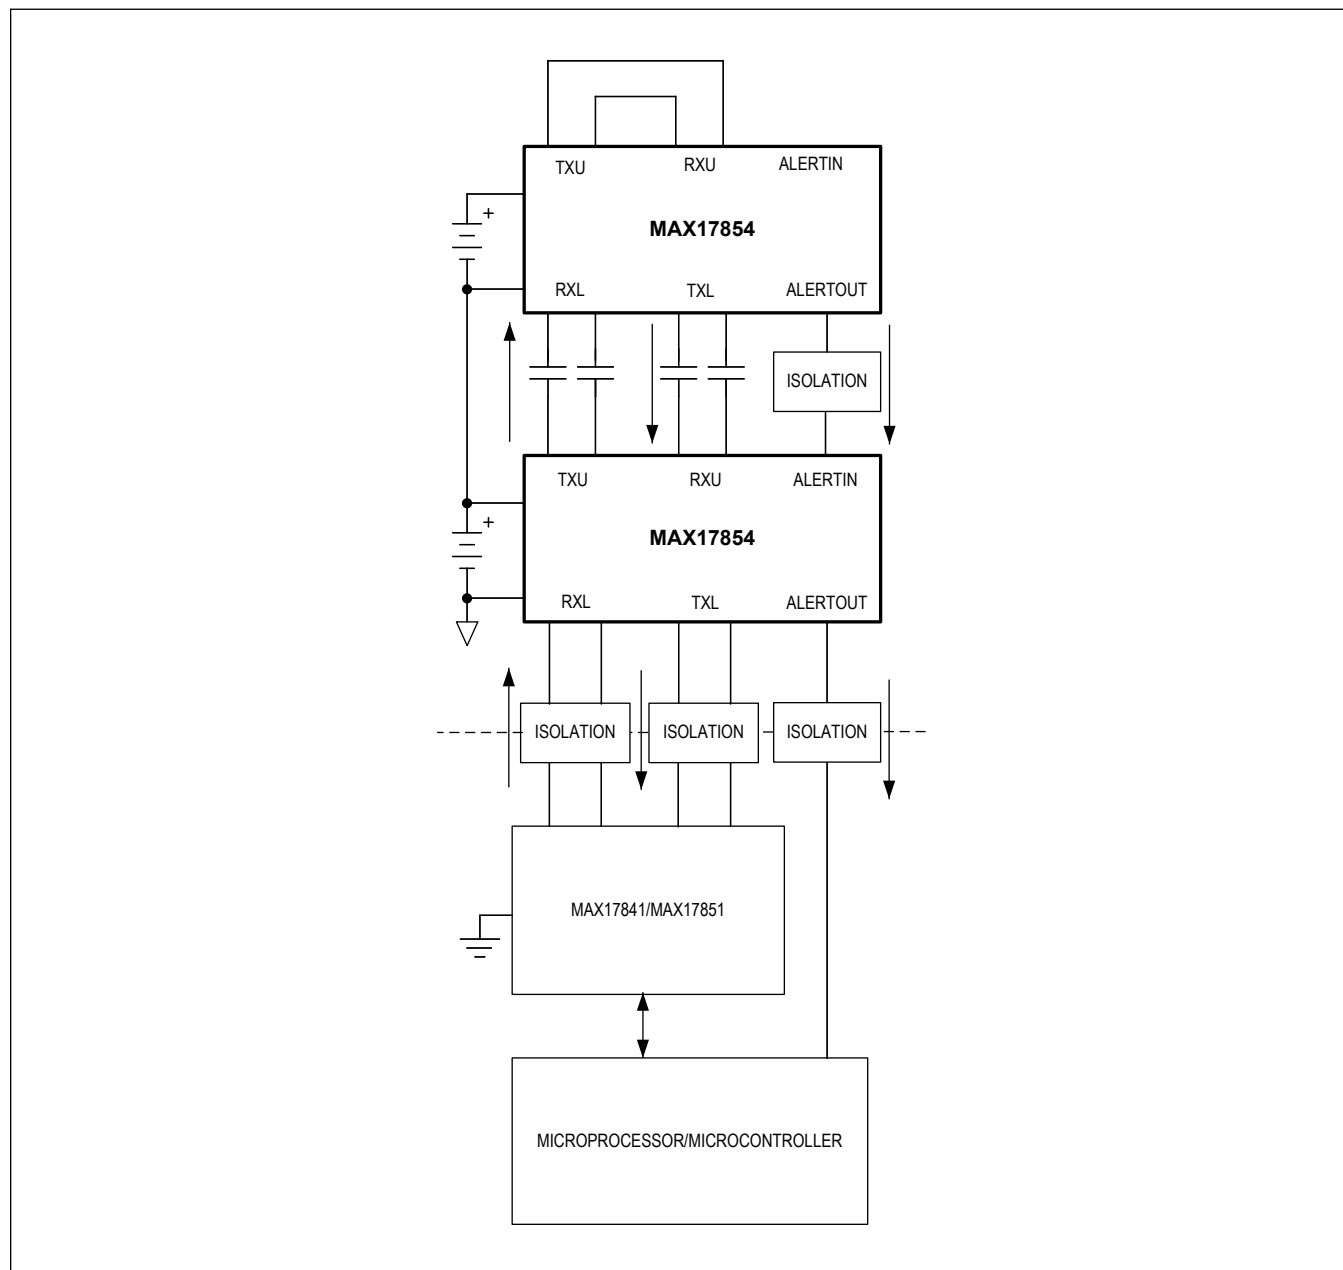 TXU RXU ALERTIN
+
MAX17854
RXL TXL ALERTOUT
ISOLATION
TXU RXU ALERTIN
+
MAX17854
RXL TXL ALERTOUT
ISOLATION ISOLATION ISOLATION
MAX17841/MAX17851
MICROPROCESSOR/MICROCONTROLLER